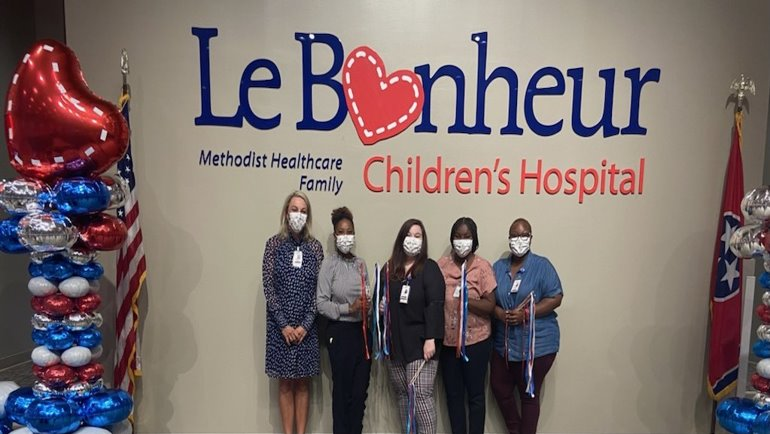 Le Bonheur
Methodist Healthcare
Family
Children's Hospital